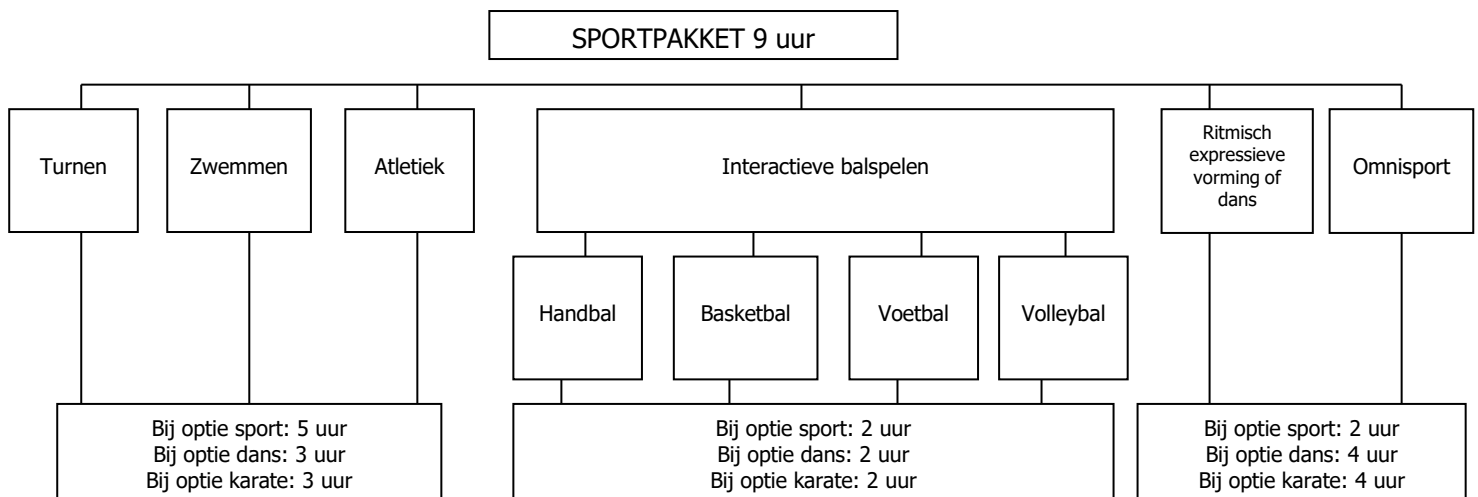 SPORTPAKKET 9 uur
Turnen
Zwemmen
Atletiek
Interactieve balspelen
Ritmisch
expressieve
vorming of
dans
Omnisport
Handbal
Basketbal
Voetbal
Volleybal
Bij optie sport: 5 uur
Bij optie dans: 3 uur
Bij optie karate: 3 uur
Bij optie sport: 2 uur
Bij optie dans: 2 uur
Bij optie karate: 2 uur
Bij optie sport: 2 uur
Bij optie dans: 4 uur
Bij optie karate: 4 uur